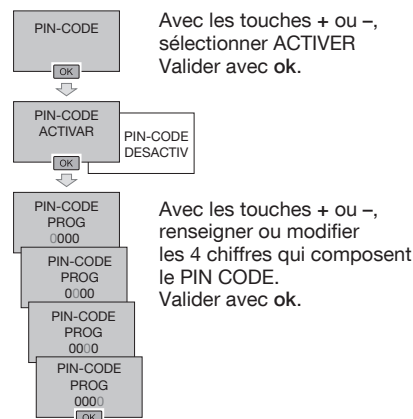 PIN-CODE
OK
Avec les touches + ou –,
sélectionner ACTIVER
Valider avec ok.
PIN-CODE
ACTIVAR
OK
PIN-CODE
DESACTIV
PIN-CODE
PROG
0000
PIN-CODE
PROG
0000
PIN-CODE
PROG
0000
PIN-CODE
PROG
0000
OK
Avec les touches + ou –,
renseigner ou modifier
les 4 chiffres qui composent
le PIN CODE.
Valider avec ok.